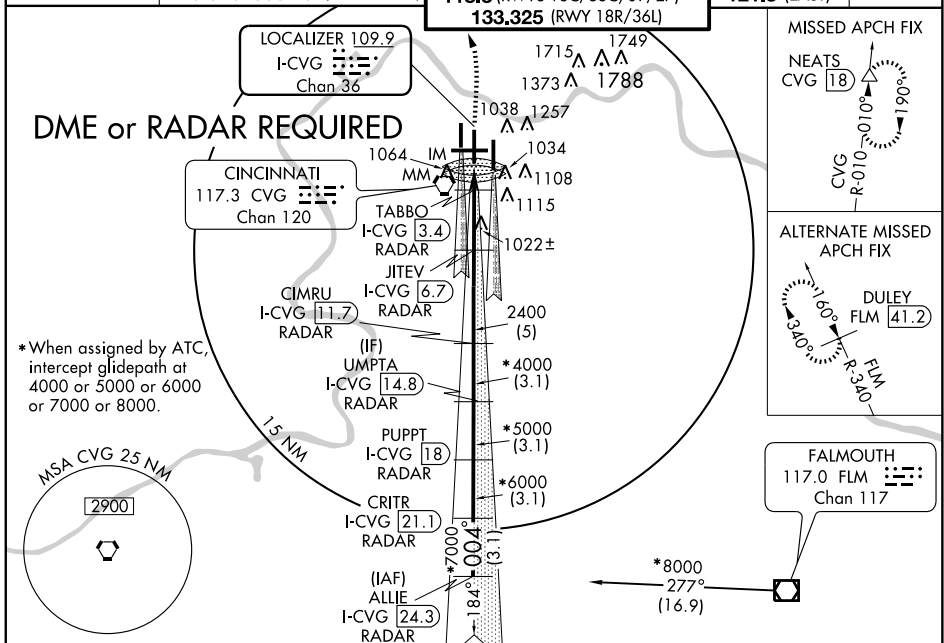 133.325 (RWY 18R/36L)
LOCALIZER 109.9
I-CVG
Chan 36
DME or RADAR REQUIRED
CINCINNATI
117.3 CVG
Chan 120
1715
1749
1373
1788
1038
1257
1064
IM
MM
1034
1108
1115
1022±
TABBO
I-CVG 3.4
RADAR
JITEV
I-CVG 6.7
RADAR
CIMRU
I-CVG 11.7
RADAR
2400
(5)
(IF)
UMPTA
I-CVG 14.8
RADAR
*4000
(3.1)
PUPPT
I-CVG 18
RADAR
*5000
(3.1)
CRITR
I-CVG 21.1
RADAR
*6000
(3.1)
(IAF)
ALLIE
I-CVG 24.3
RADAR
*7000
004°
(3.1)
184°
15 NM
*When assigned by ATC,
intercept glidepath at
4000 or 5000 or 6000
or 7000 or 8000.
MSA CVG 25 NM
2900
MISSED APCH FIX
NEATS
CVG 18
010°
190°
CVG
R-010
ALTERNATE MISSED
APCH FIX
DULEY
FLM 41.2
160°
340°
FLM
R-340
FALMOUTH
117.0 FLM
Chan 117
*8000
277°
(16.9)